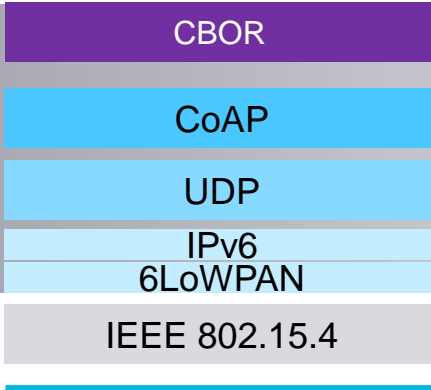 CBOR
CoAP
UDP
IPv6
6LoWPAN
IEEE 802.15.4